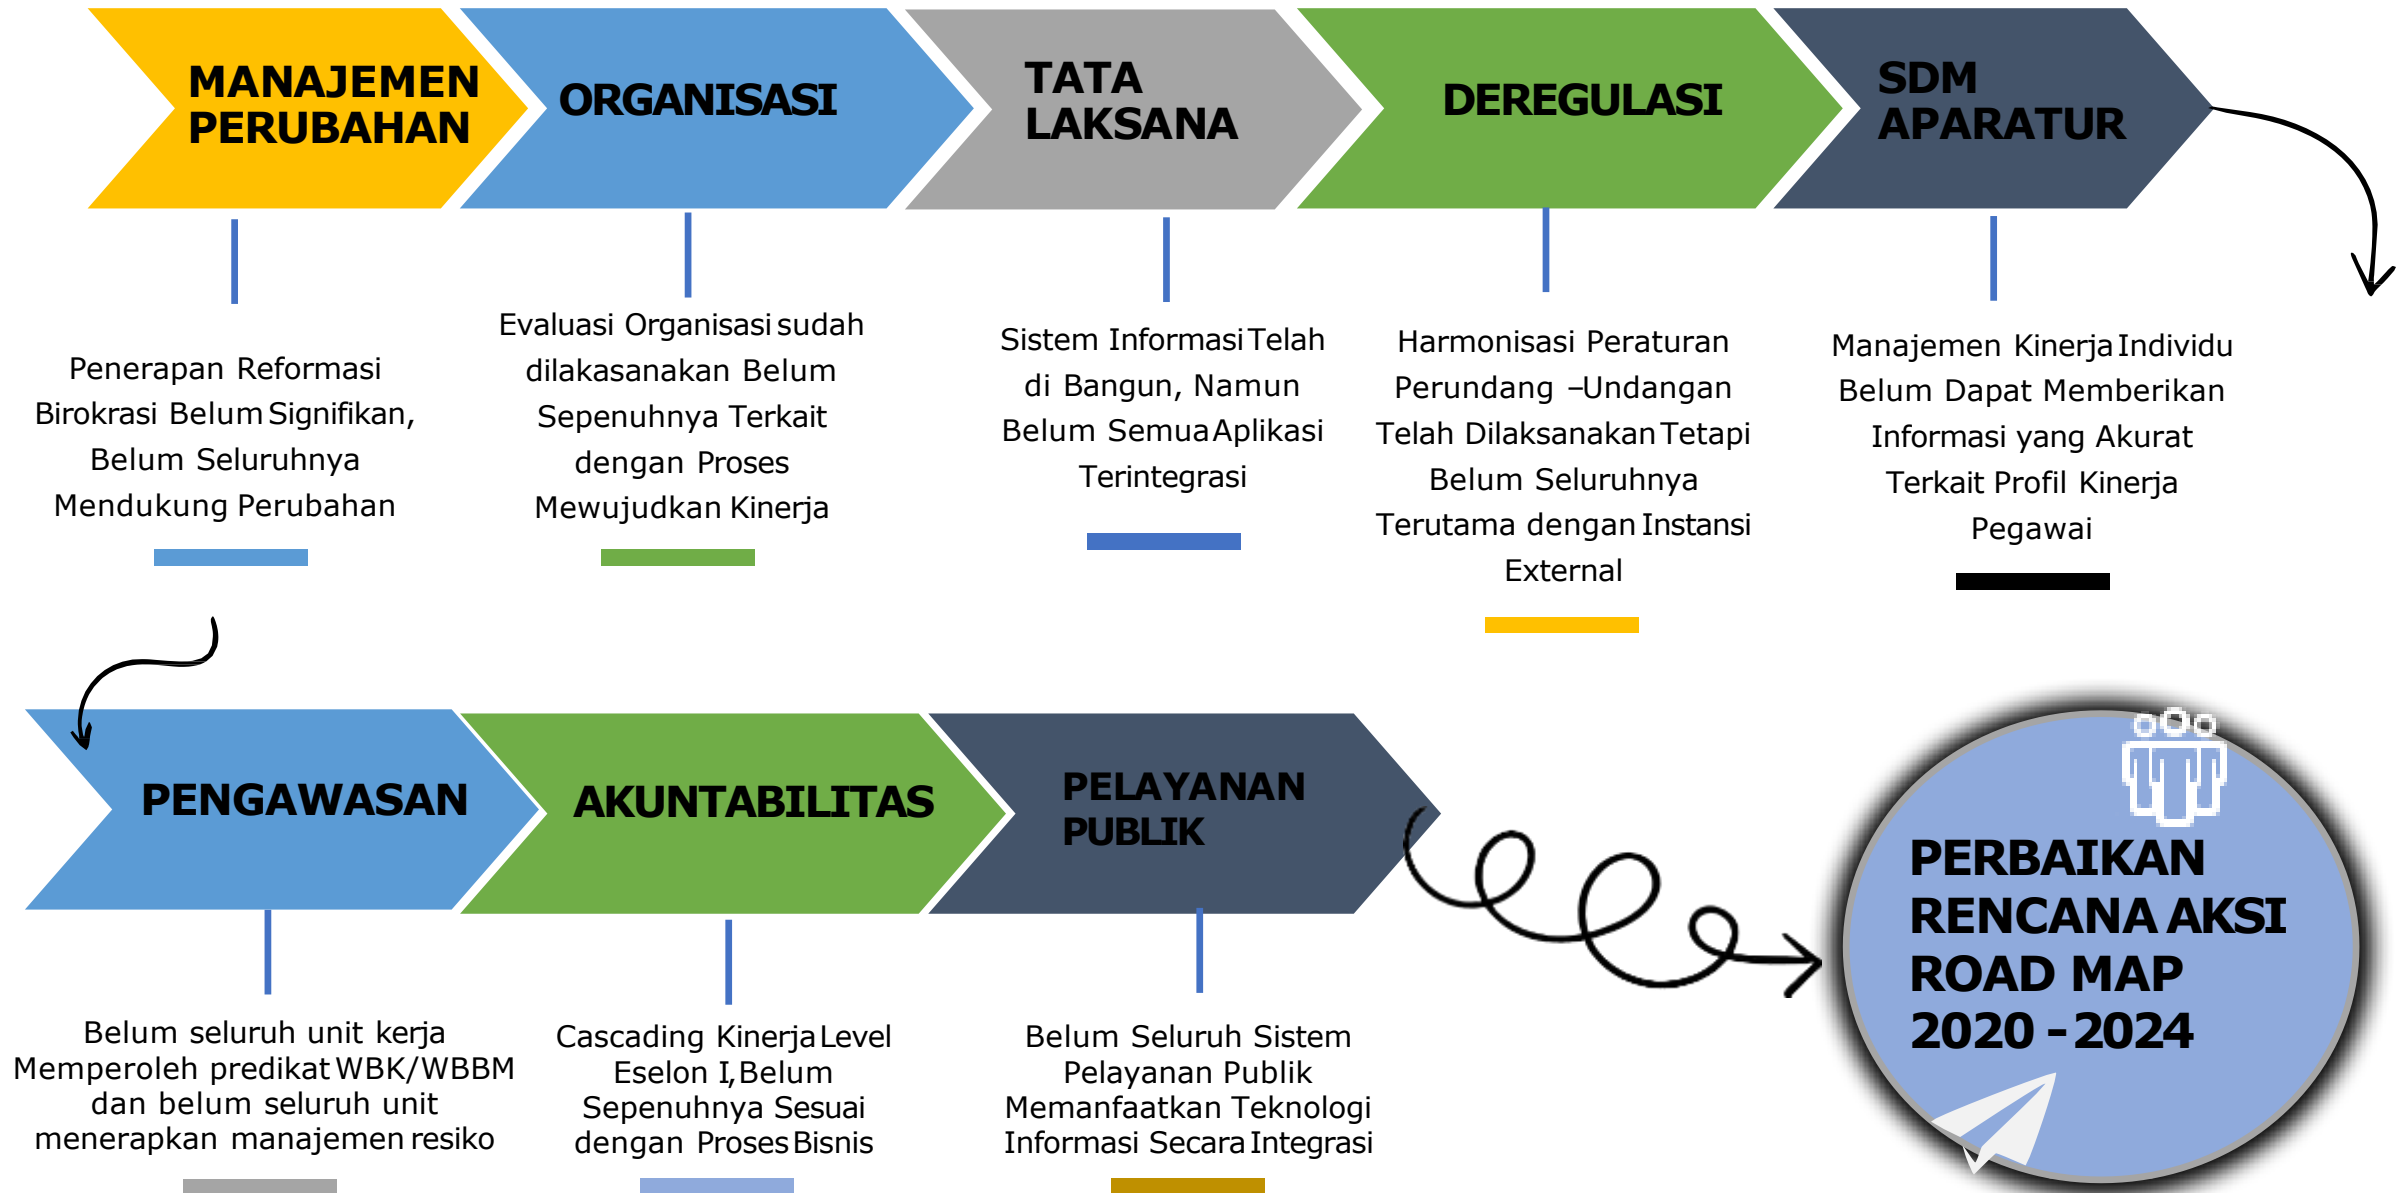 MANAJEMEN
PERUBAHAN
ORGANISASI
TATA
LAKSANA
DEREGULASI
SDM
APARATUR
Penerapan Reformasi
Birokrasi Belum Signifikan,
Belum Seluruhnya
Mendukung Perubahan
Evaluasi Organisasi sudah
dilakasanakan Belum
Sepenuhnya Terkait
dengan Proses
Mewujudkan Kinerja
Sistem Informasi Telah
di Bangun, Namun
Belum Semua Aplikasi
Terintegrasi
Harmonisasi Peraturan
Perundang –Undangan
Telah Dilaksanakan Tetapi
Belum Seluruhnya
Terutama dengan Instansi
External
Manajemen Kinerja Individu
Belum Dapat Memberikan
Informasi yang Akurat
Terkait Profil Kinerja
Pegawai
PENGAWASAN
AKUNTABILITAS
PELAYANAN
PUBLIK
Belum seluruh unit kerja
Memperoleh predikat WBK/WBBM
dan belum seluruh unit
menerapkan manajemen resiko
Cascading Kinerja Level
Eselon I, Belum
Sepenuhnya Sesuai
dengan Proses Bisnis
Belum Seluruh Sistem
Pelayanan Publik
Memanfaatkan Teknologi
Informasi Secara Integrasi
PERBAIKAN
RENCANA AKSI
ROAD MAP
2020 - 2024